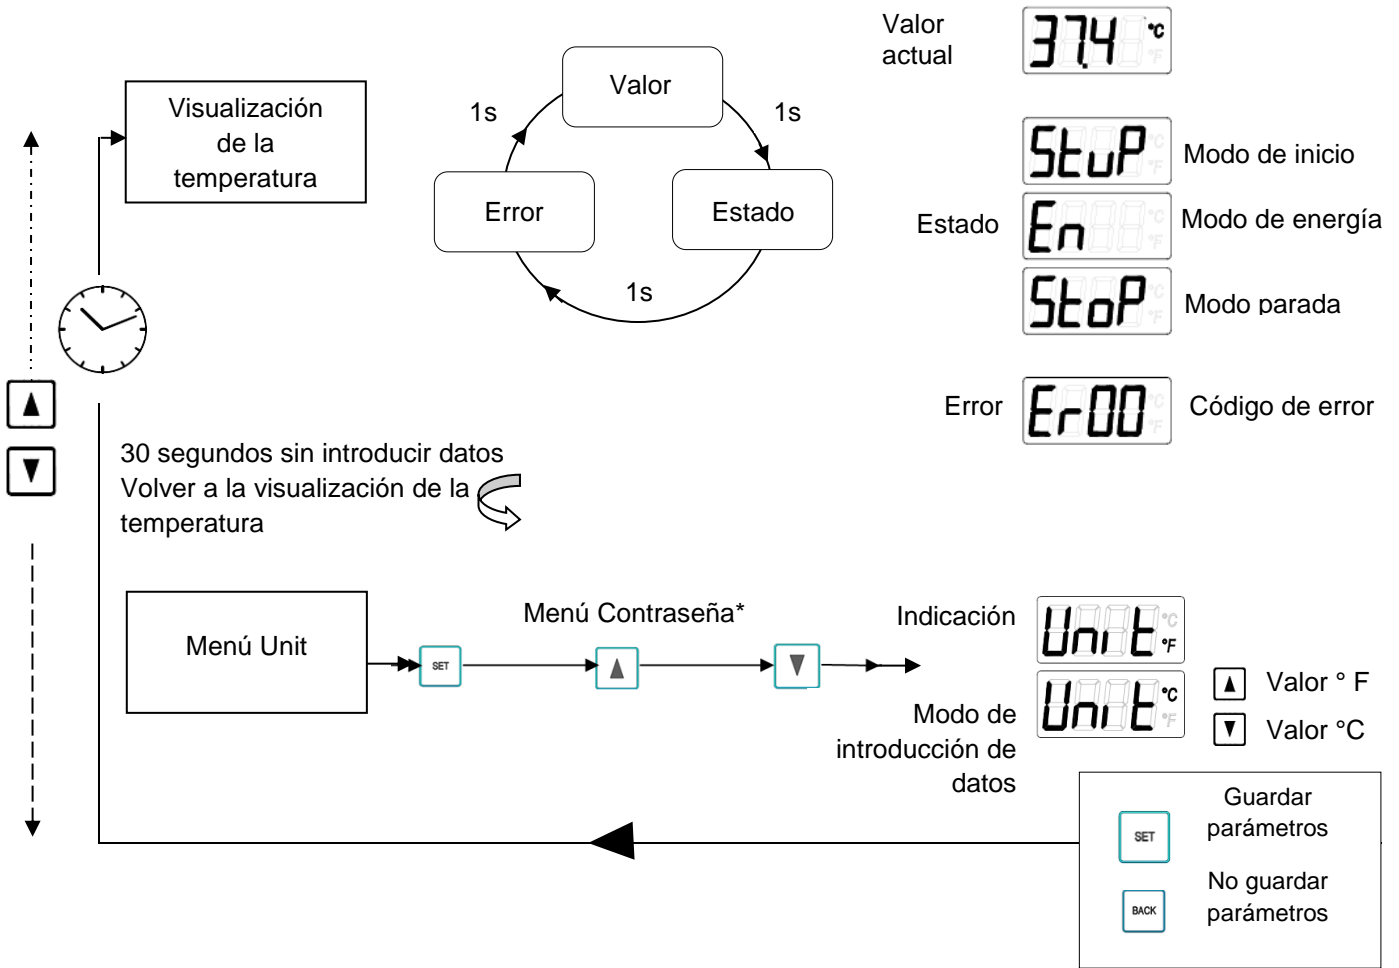 Valor
actual
37.4 °C
°F
Visualización
de la
temperatura
Valor
1s
1s
Error
Estado
1s
StuP
°C
°F
Modo de inicio
Estado
En
°C
°F
Modo de energía
StoP
°C
°F
Modo parada
Error
Er00
°C
°F
Código de error
30 segundos sin introducir datos
Volver a la visualización de la
temperatura
Menú Unit
SET
Menú Contraseña*
Indicación
Unit
°C
°F
Modo de
introducción de
datos
Unit
°C
°F
Valor ° F
Valor °C
SET
Guardar
parámetros
BACK
No guardar
parámetros